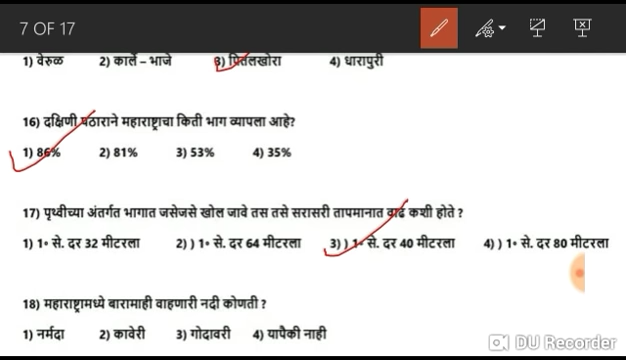 7 OF 17
1) वेरुळ 2) कार्ले – भाजे 3) पितलखोरा 4) धारापुरी
16) दक्षिणी पठाराने महाराष्ट्राचा किती भाग व्यापला आहे?
1) 86% 2) 81% 3) 53% 4) 35%
17) पृथ्वीच्या अंतर्गत भागात जसेजसे खोल जावे तस तसे सरासरी तापमानात वाढ कशी होते ?
1) 1° से. दर 32 मीटरला 2) ) 1° से. दर 64 मीटरला 3) ) 1° से. दर 40 मीटरला 4) ) 1° से. दर 80 मीटरला
18) महाराष्ट्रामध्ये बारामाही वाहणारी नदी कोणती ?
1) नर्मदा 2) कावेरी 3) गोदावरी 4) यापैकी नाही
DU Recorder